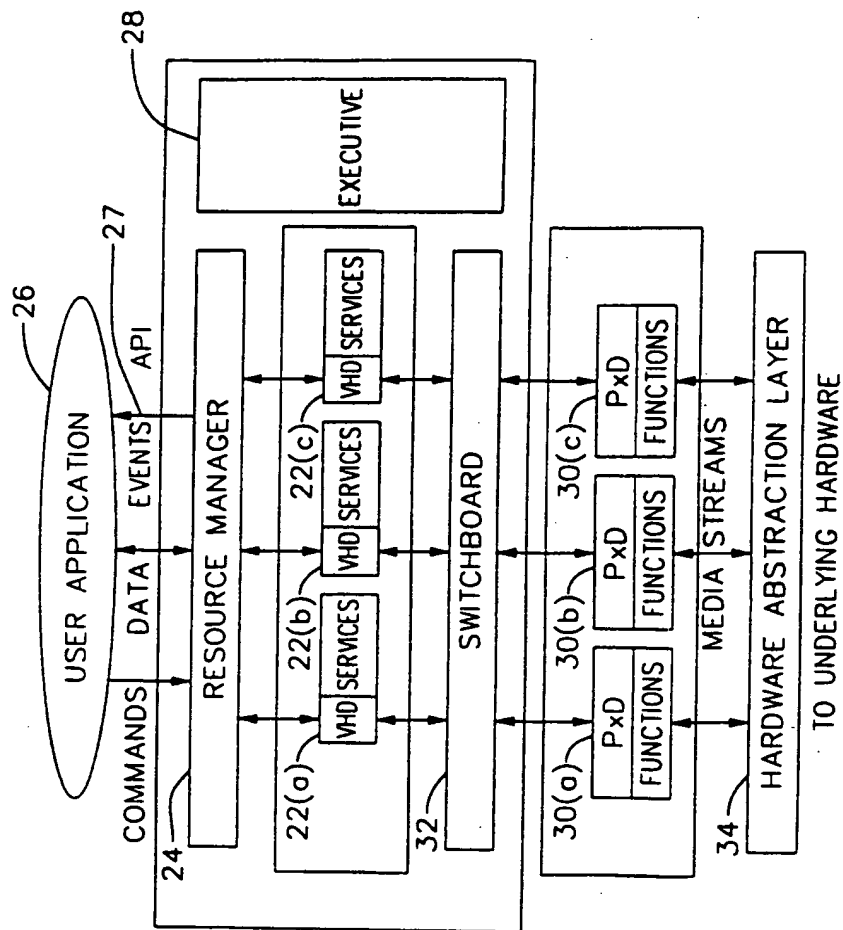 26
USER APPLICATION
27
28
COMMANDS DATA EVENTS API
24
RESOURCE MANAGER
EXECUTIVE
22(a) 22(b) 22(c)
VHD SERVICES VHD SERVICES VHD SERVICES
32
SWITCHBOARD
30(a) 30(b) 30(c)
PxD PxD PxD
FUNCTIONS FUNCTIONS FUNCTIONS
MEDIA STREAMS
34
HARDWARE ABSTRACTION LAYER
TO UNDERLYING HARDWARE